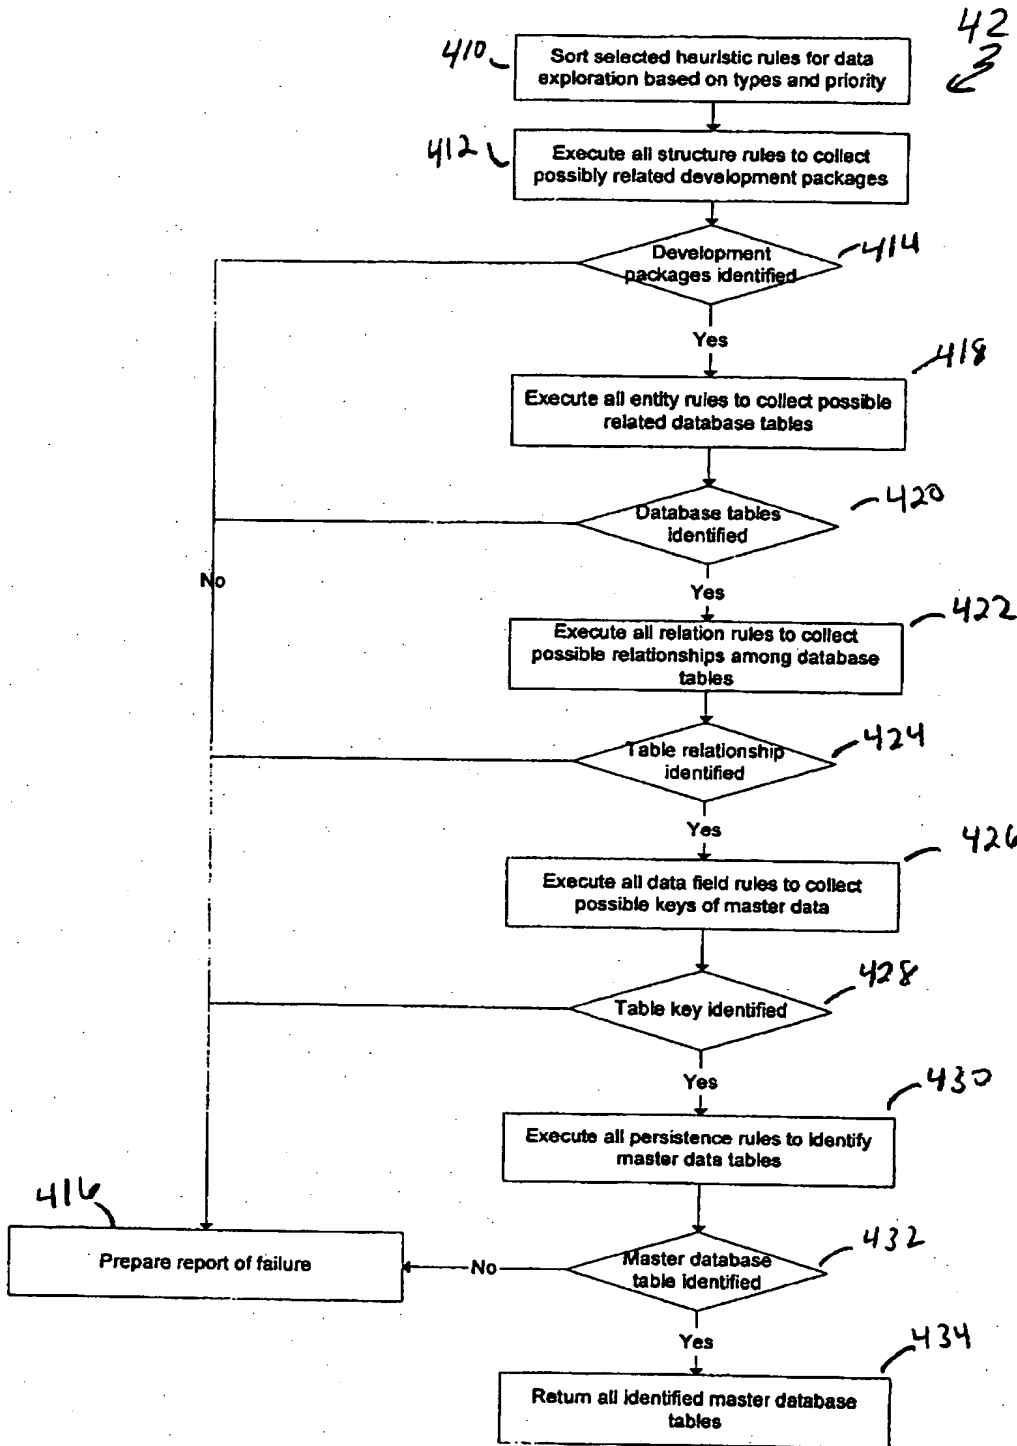 42
410
Sort selected heuristic rules for data
exploration based on types and priority
412
Execute all structure rules to collect
possibly related development packages
414
Development
packages identified
Yes
418
Execute all entity rules to collect possible
related database tables
420
Database tables
identified
No
Yes
422
Execute all relation rules to collect
possible relationships among database
tables
424
Table relationship
identified
Yes
426
Execute all data field rules to collect
possible keys of master data
428
Table key identified
Yes
430
Execute all persistence rules to identify
master data tables
416
Prepare report of failure
No
432
Master database
table identified
Yes
434
Return all identified master database
tables